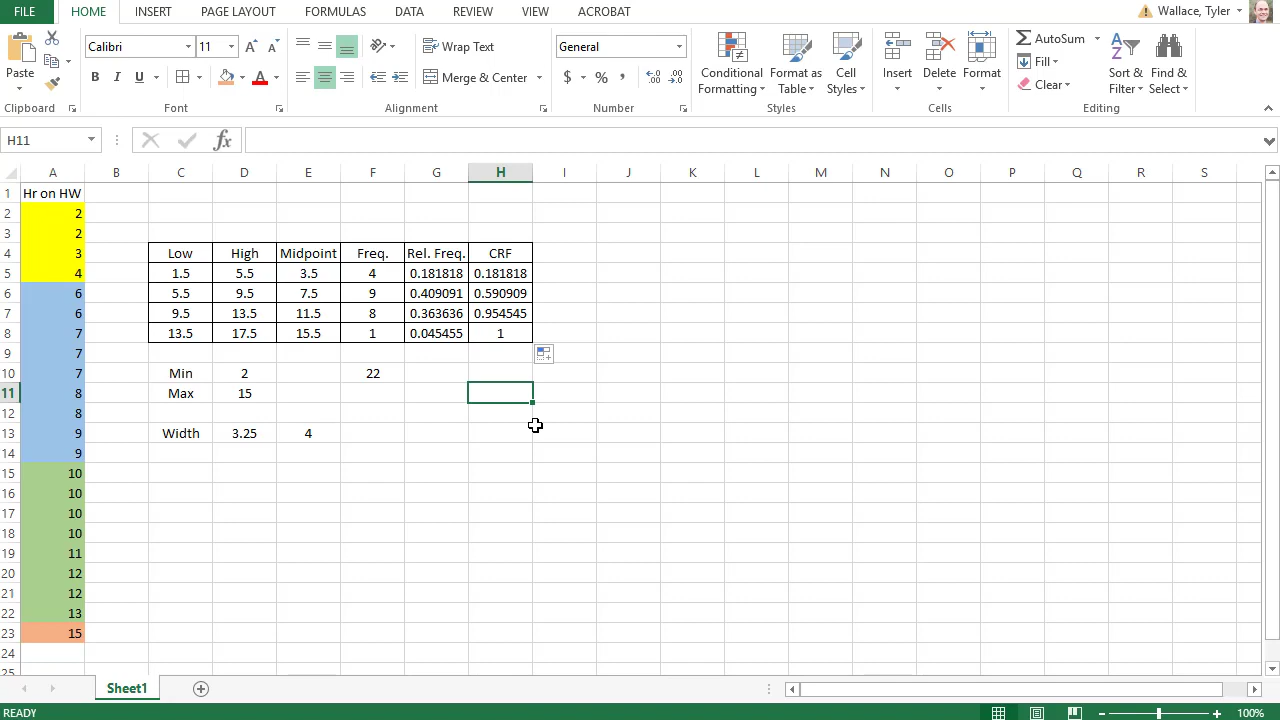 FILE HOME INSERT PAGE LAYOUT FORMULAS DATA REVIEW VIEW ACROBAT Wallace, Tyler
Paste
Clipboard
Calibri 11
B I U A
Font
Wrap Text
Merge & Center
Alignment
General
$ % ,
Number
Conditional Formatting
Format as Table
Cell Styles
Styles
Insert Delete Format
Cells
AutoSum
Fill
Clear
Sort & Filter
Find & Select
Editing
H11 fx
A B C D E F G H I J K L M N O P Q R S
1 Hr on HW
2 2
3 2
4 3 Low High Midpoint Freq. Rel. Freq. CRF
5 4 1.5 5.5 3.5 4 0.181818 0.181818
6 6 5.5 9.5 7.5 9 0.409091 0.590909
7 6 9.5 13.5 11.5 8 0.363636 0.954545
8 7 13.5 17.5 15.5 1 0.045455 1
9 7
10 7 Min 2 22
11 8 Max 15
12 8
13 9 Width 3.25 4
14 9
15 10
16 10
17 10
18 10
19 11
20 12
21 12
22 13
23 15
24
25
Sheet1
READY 100%